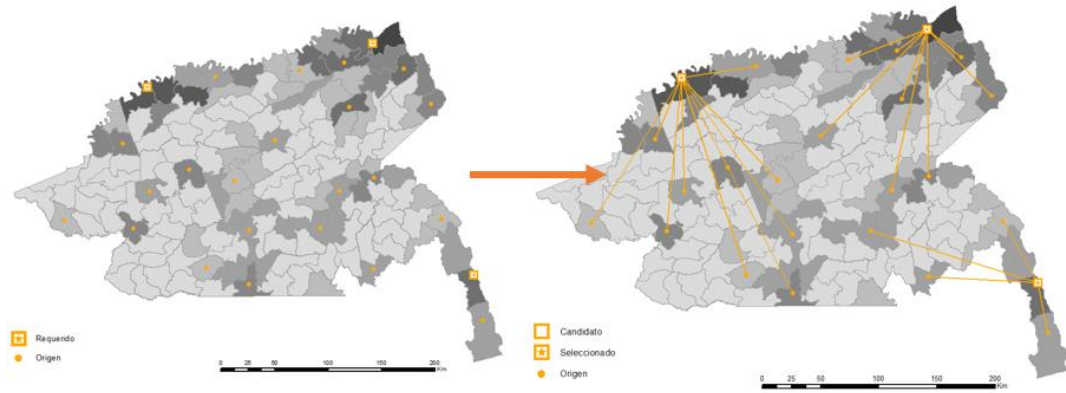 Requerido
Origen
0 25 50 100 150 200
Km
Candidato
Seleccionado
Origen
0 25 50 100 150 200
Km